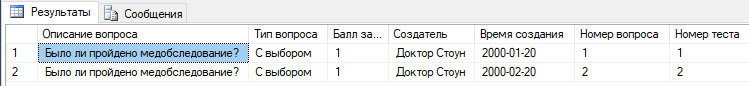 Результаты Сообщения
Описание вопроса Тип вопроса Балл за... Создатель Время создания Номер вопроса Номер теста
1 Было ли пройдено медобследование? С выбором 1 Доктор Стоун 2000-01-20 1 1
2 Было ли пройдено медобследование? С выбором 1 Доктор Стоун 2000-02-20 2 2